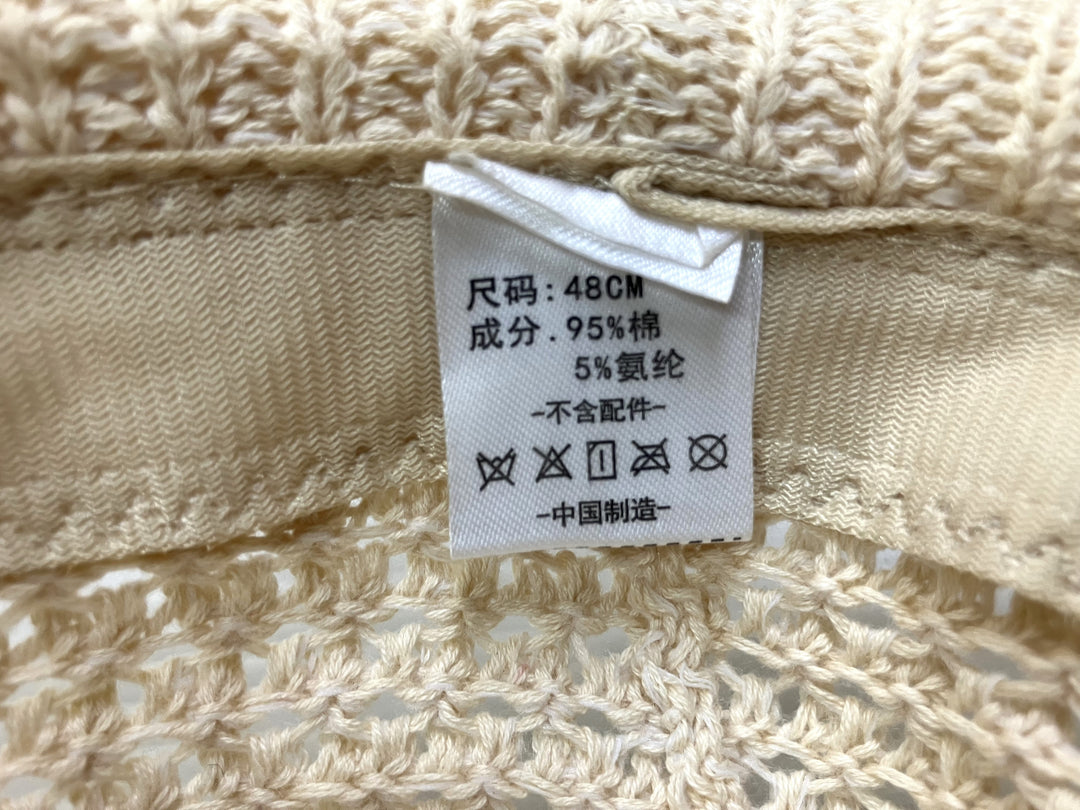 尺码:48CM
成分.95%棉
5%氨纶
-不含配件-
-中国制造-